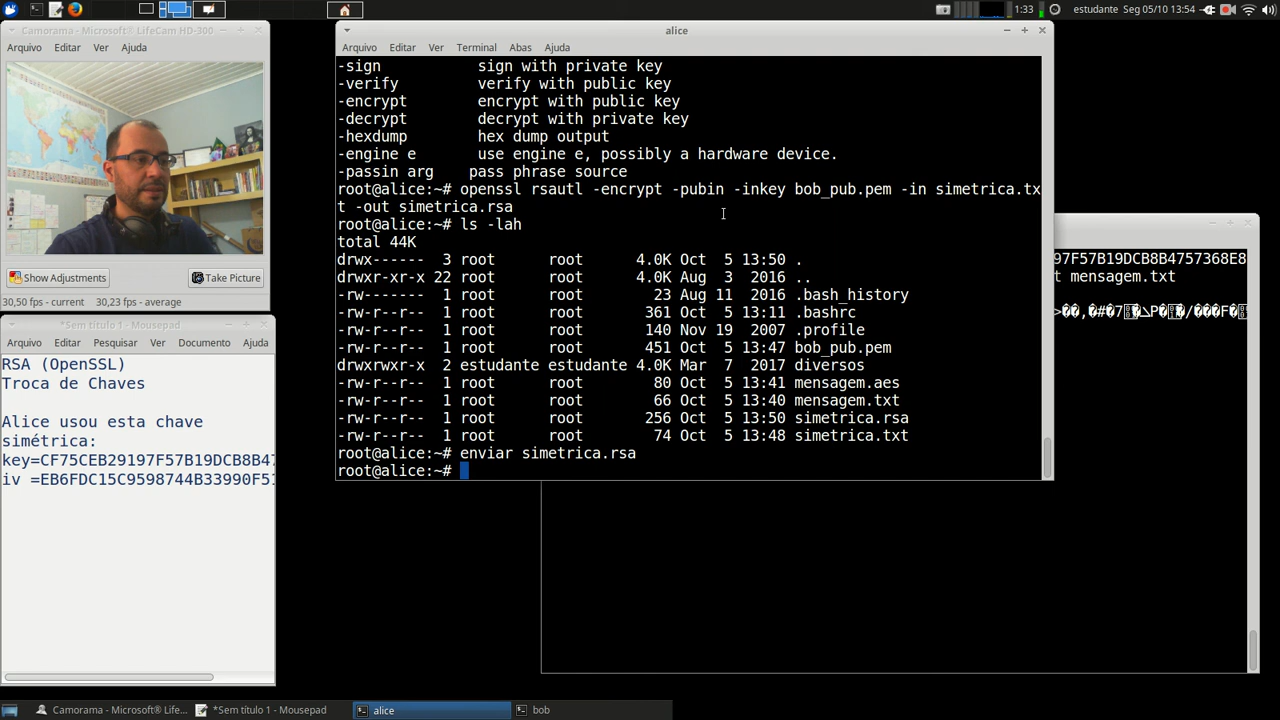 1:33
estudante Seg 05/10 13:54
Camorama - Microsoft® LifeCam HD-300
Arquivo Editar Ver Ajuda
Show Adjustments Take Picture
30,50 fps - current 30,23 fps - average
*Sem título 1 - Mousepad
Arquivo Editar Pesquisar Ver Documento Ajuda
RSA (OpenSSL)
Troca de Chaves
Alice usou esta chave
simétrica:
key=CF75CEB29197F57B19DCB8B47
iv =EB6FDC15C9598744B33990F51
alice
Arquivo Editar Ver Terminal Abas Ajuda
-sign sign with private key
-verify verify with public key
-encrypt encrypt with public key
-decrypt decrypt with private key
-hexdump hex dump output
-engine e use engine e, possibly a hardware device.
-passin arg pass phrase source
root@alice:~# openssl rsautl -encrypt -pubin -inkey bob_pub.pem -in simetrica.tx
t -out simetrica.rsa
root@alice:~# ls -lah
total 44K
drwx------ 3 root root 4.0K Oct 5 13:50 .
drwxr-xr-x 22 root root 4.0K Aug 3 2016 ..
-rw------- 1 root root 23 Aug 11 2016 .bash_history
-rw-r--r-- 1 root root 361 Oct 5 13:11 .bashrc
-rw-r--r-- 1 root root 140 Nov 19 2007 .profile
-rw-r--r-- 1 root root 451 Oct 5 13:47 bob_pub.pem
drwxrwxr-x 2 estudante estudante 4.0K Mar 7 2017 diversos
-rw-r--r-- 1 root root 80 Oct 5 13:41 mensagem.aes
-rw-r--r-- 1 root root 66 Oct 5 13:40 mensagem.txt
-rw-r--r-- 1 root root 256 Oct 5 13:50 simetrica.rsa
-rw-r--r-- 1 root root 74 Oct 5 13:48 simetrica.txt
root@alice:~# enviar simetrica.rsa
root@alice:~#
97F57B19DCB8B4757368E8
t mensagem.txt
Camorama - Microsoft® Life...
*Sem título 1 - Mousepad
alice
bob